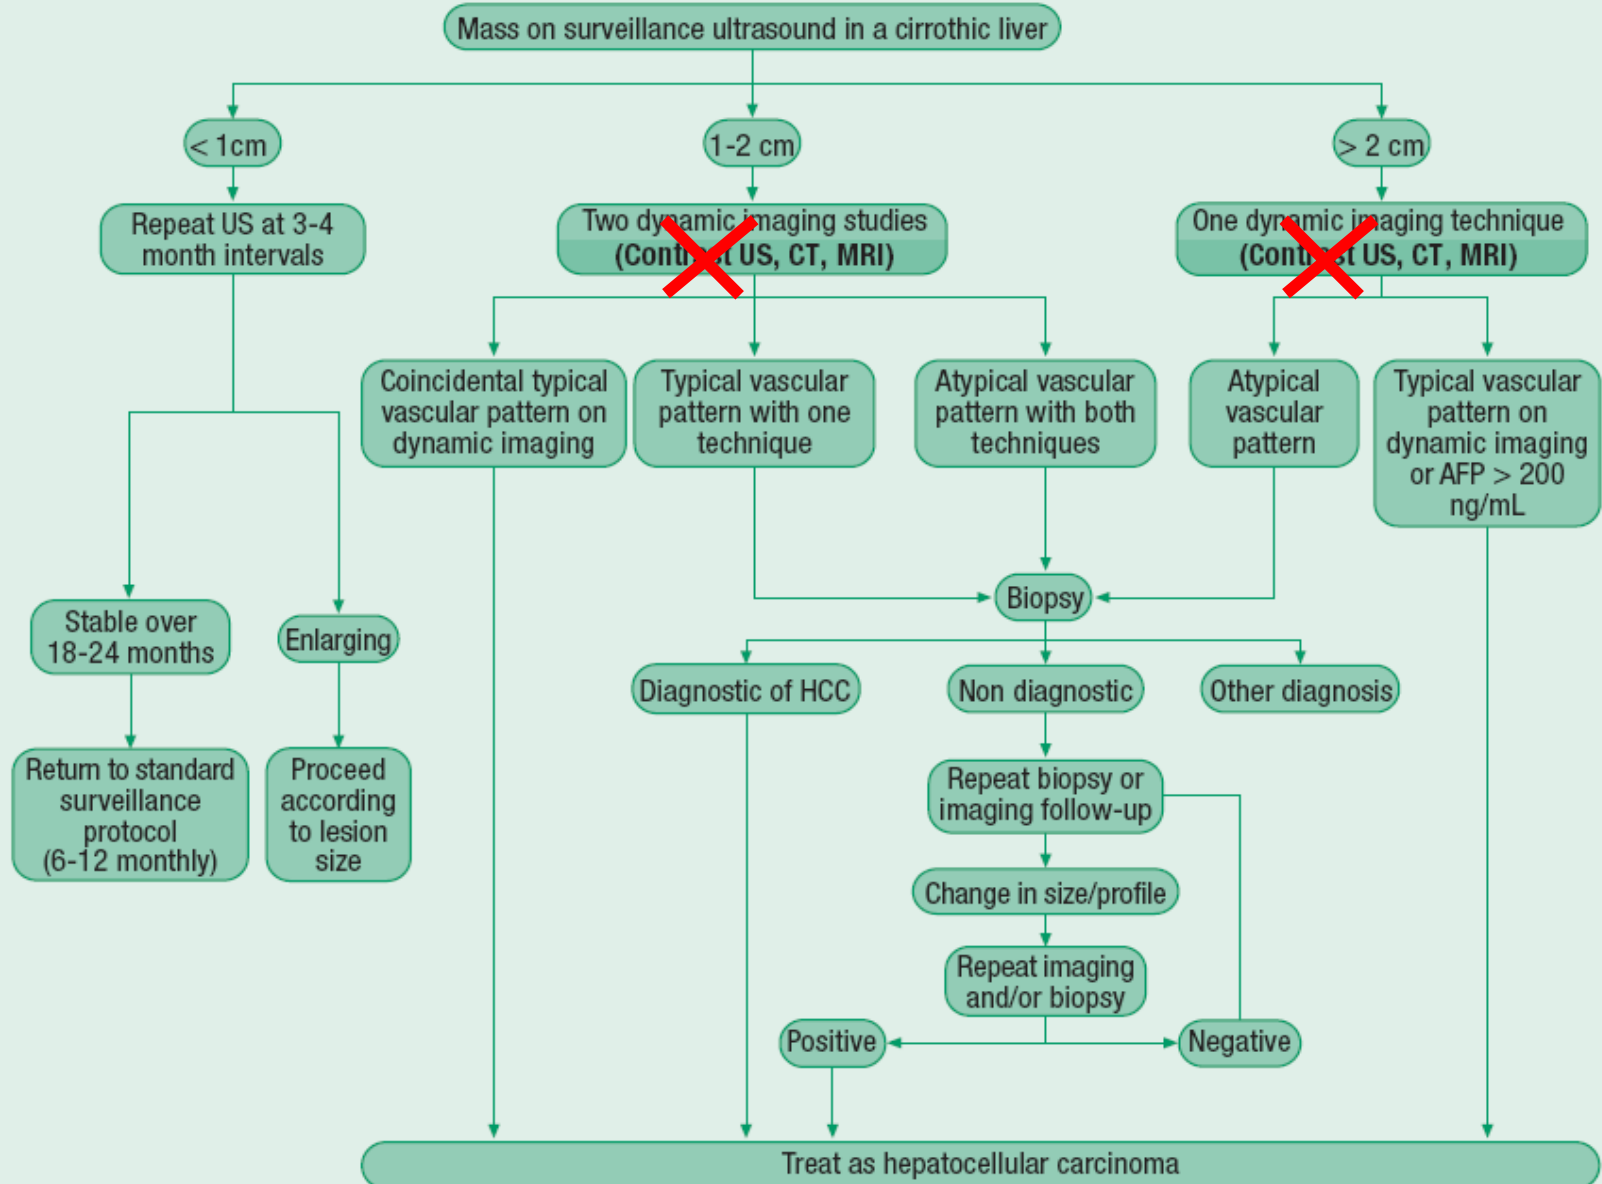 Mass on surveillance ultrasound in a cirrothic liver
< 1cm
1-2 cm
> 2 cm
Repeat US at 3-4
month intervals
Two dynamic imaging studies
(Contrast US, CT, MRI)
One dynamic imaging technique
(Contrast US, CT, MRI)
Coincidental typical
vascular pattern on
dynamic imaging
Typical vascular
pattern with one
technique
Atypical vascular
pattern with both
techniques
Atypical
vascular
pattern
Typical vascular
pattern on
dynamic imaging
or AFP > 200
ng/mL
Biopsy
Stable over
18-24 months
Enlarging
Diagnostic of HCC
Non diagnostic
Other diagnosis
Return to standard
surveillance
protocol
(6-12 monthly)
Proceed
according
to lesion
size
Repeat biopsy or
imaging follow-up
Change in size/profile
Repeat imaging
and/or biopsy
Positive
Negative
Treat as hepatocellular carcinoma